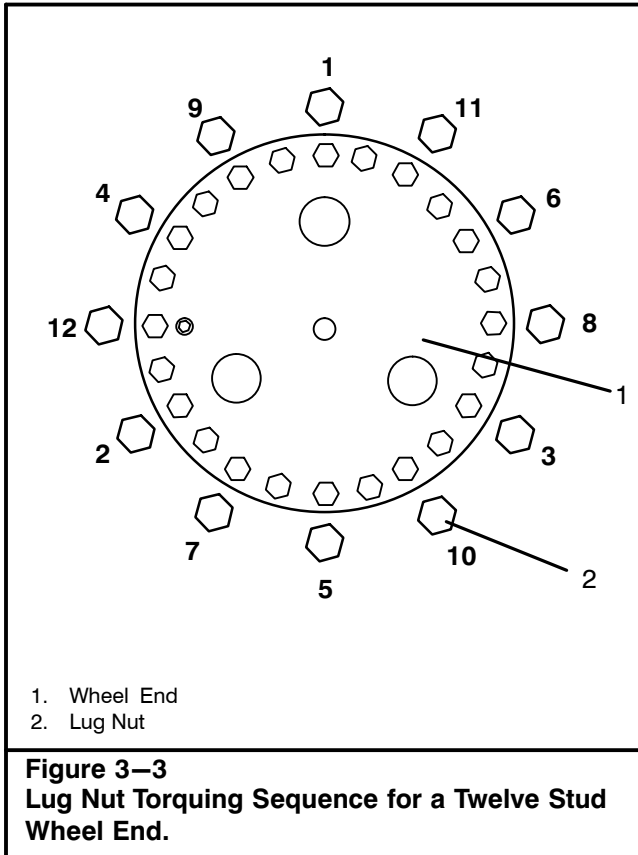 1
9
11
4
6
12
8
1
2
3
7
10
5
2
1. Wheel End
2. Lug Nut
Figure 3–3
Lug Nut Torquing Sequence for a Twelve Stud
Wheel End.